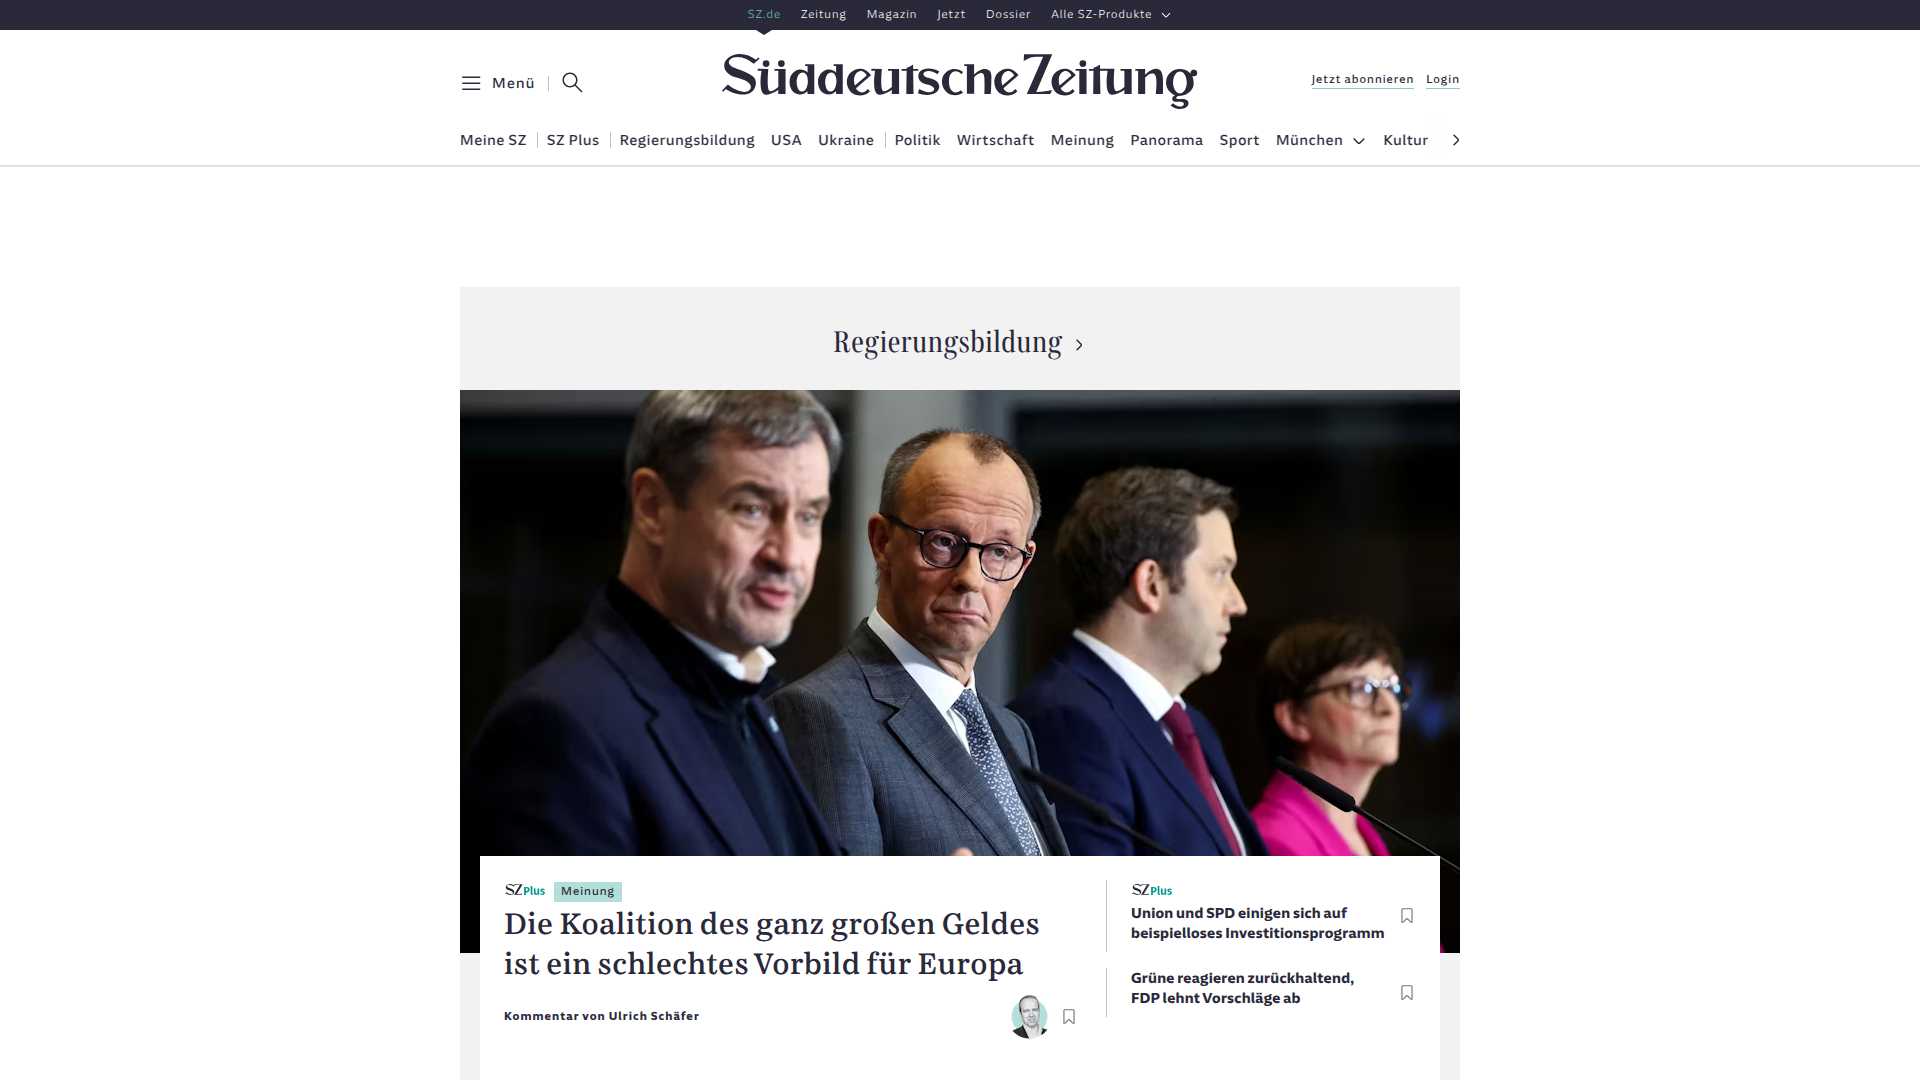 SZ.de Zeitung Magazin Jetzt Dossier Alle SZ-Produkte
Menü
Süddeutsche Zeitung
Jetzt abonnieren Login
Meine SZ SZ Plus Regierungsbildung USA Ukraine Politik Wirtschaft Meinung Panorama Sport München Kultur
Regierungsbildung
SZ Plus Meinung
Die Koalition des ganz großen Geldes
ist ein schlechtes Vorbild für Europa
Kommentar von Ulrich Schäfer
SZ Plus
Union und SPD einigen sich auf
beispielloses Investitionsprogramm
Grüne reagieren zurückhaltend,
FDP lehnt Vorschläge ab